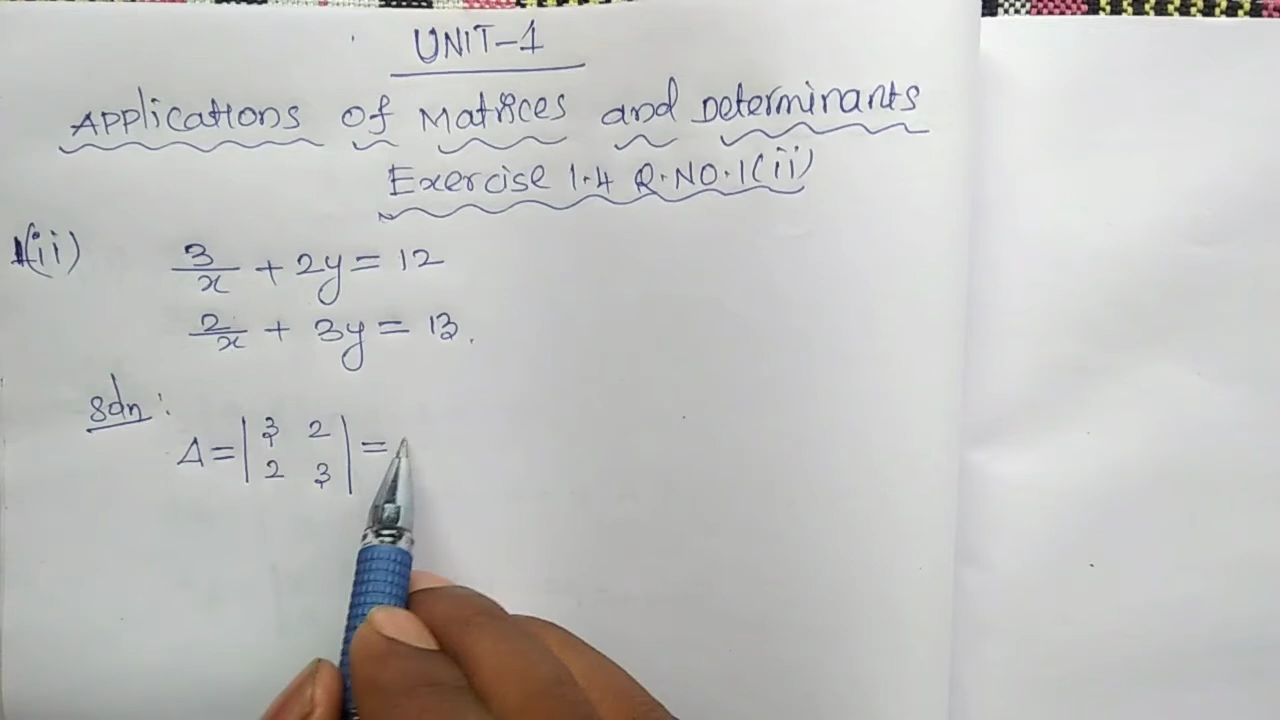 UNIT-1
Applications of Matrices and Determinants
Exercise 1.4 Q.NO.1(ii)
1(ii) 3/x + 2y = 12
2/x + 3y = 13.
Soln:
Δ = | 3 2 | =
| 2 3 |